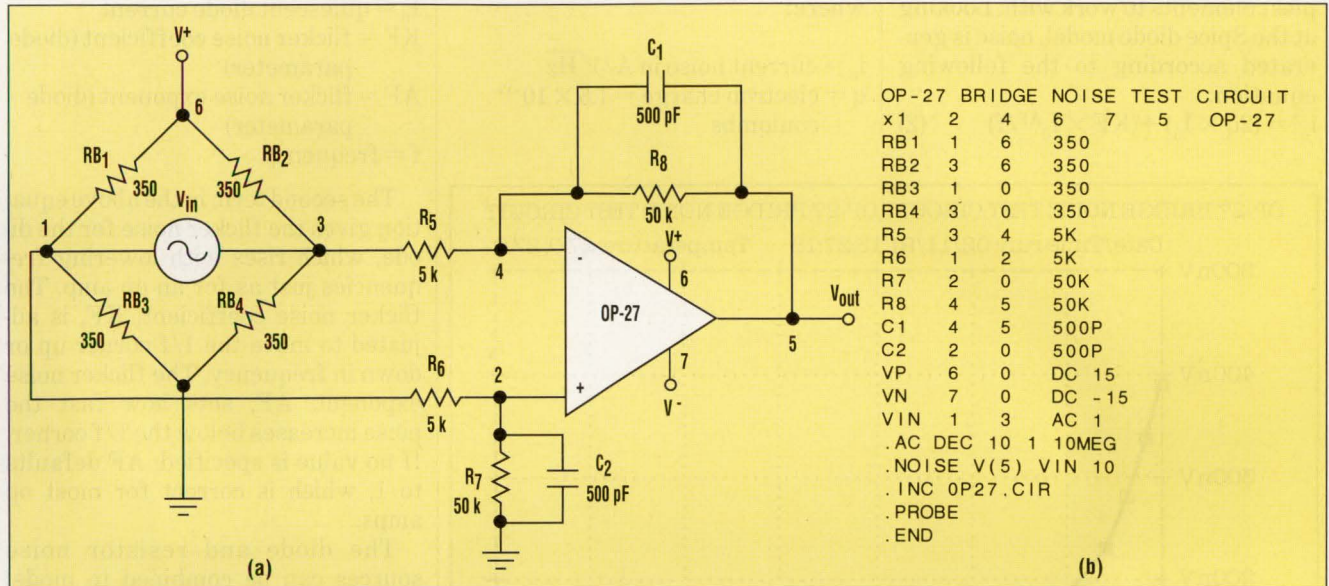 V+
6
RB1
350
RB2
350
Vin
1
3
RB3
350
RB4
350
R5
5 k
4
C1
500 pF
R8
50 k
V+
6
-
OP-27
+
7
V-
Vout
5
R6
5 k
2
R7
50 k
C2
500 pF
(a)
OP-27 BRIDGE NOISE TEST CIRCUIT
x1 2 4 6 7 5 OP-27
RB1 1 6 350
RB2 3 6 350
RB3 1 0 350
RB4 3 0 350
R5 3 4 5K
R6 1 2 5K
R7 2 0 50K
R8 4 5 50K
C1 4 5 500P
C2 2 0 500P
VP 6 0 DC 15
VN 7 0 DC -15
VIN 1 3 AC 1
.AC DEC 10 1 10MEG
.NOISE V(5) VIN 10
.INC OP27.CIR
.PROBE
.END
(b)